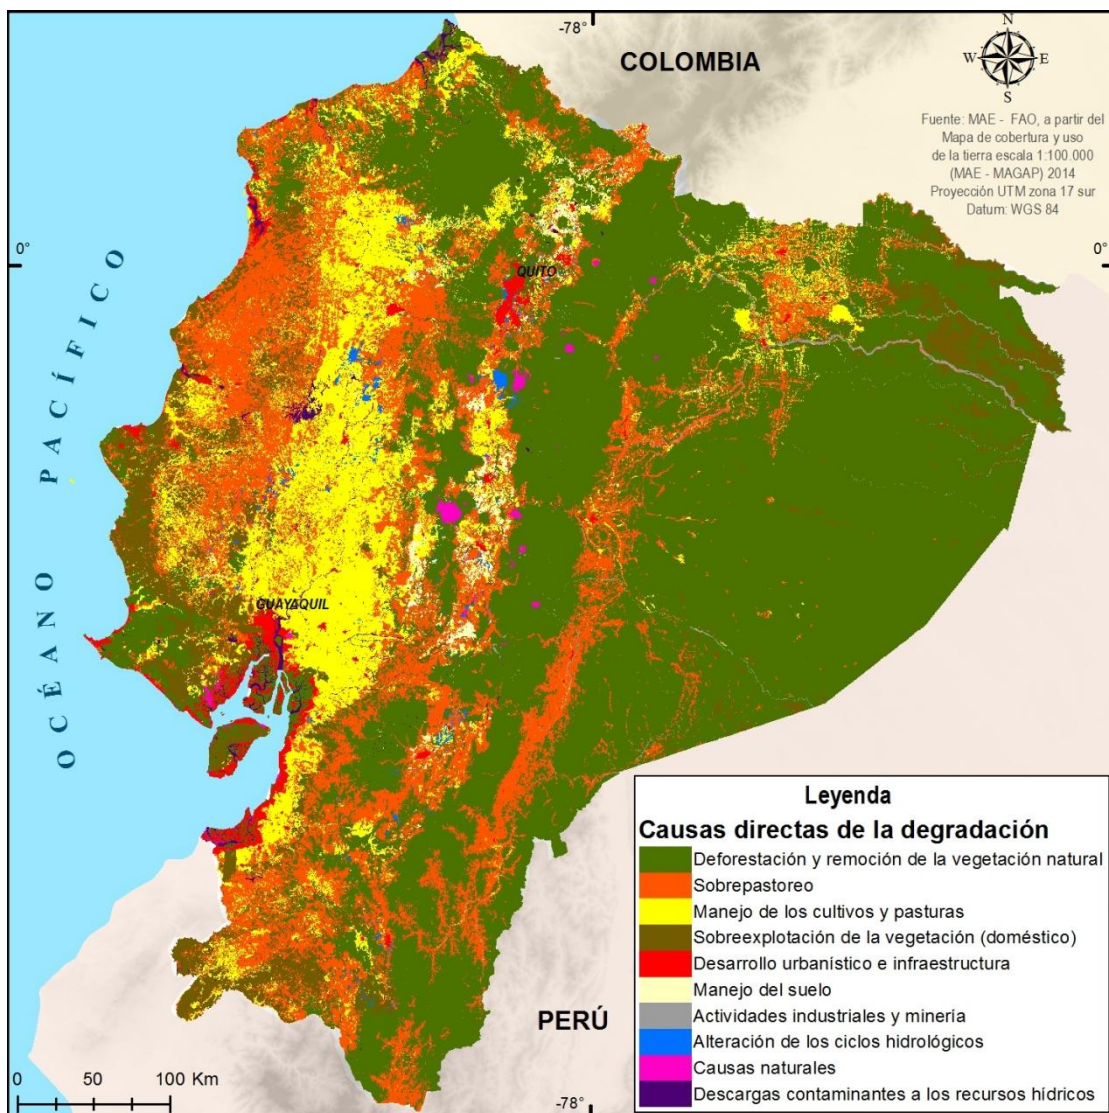 -78°
COLOMBIA
N
W
E
S
Fuente: MAE - FAO, a partir del
Mapa de cobertura y uso
de la tierra escala 1:100.000
(MAE - MAGAP) 2014
Proyección UTM zona 17 sur
Datum: WGS 84
0°
0°
QUITO
OCÉANO PACÍFICO
GUAYAQUIL
Leyenda
Causas directas de la degradación
Deforestación y remoción de la vegetación natural
Sobrepastoreo
Manejo de los cultivos y pasturas
Sobreexplotación de la vegetación (doméstico)
Desarrollo urbanístico e infraestructura
Manejo del suelo
Actividades industriales y minería
Alteración de los ciclos hidrológicos
Causas naturales
Descargas contaminantes a los recursos hídricos
PERÚ
0 50 100 Km
-78°